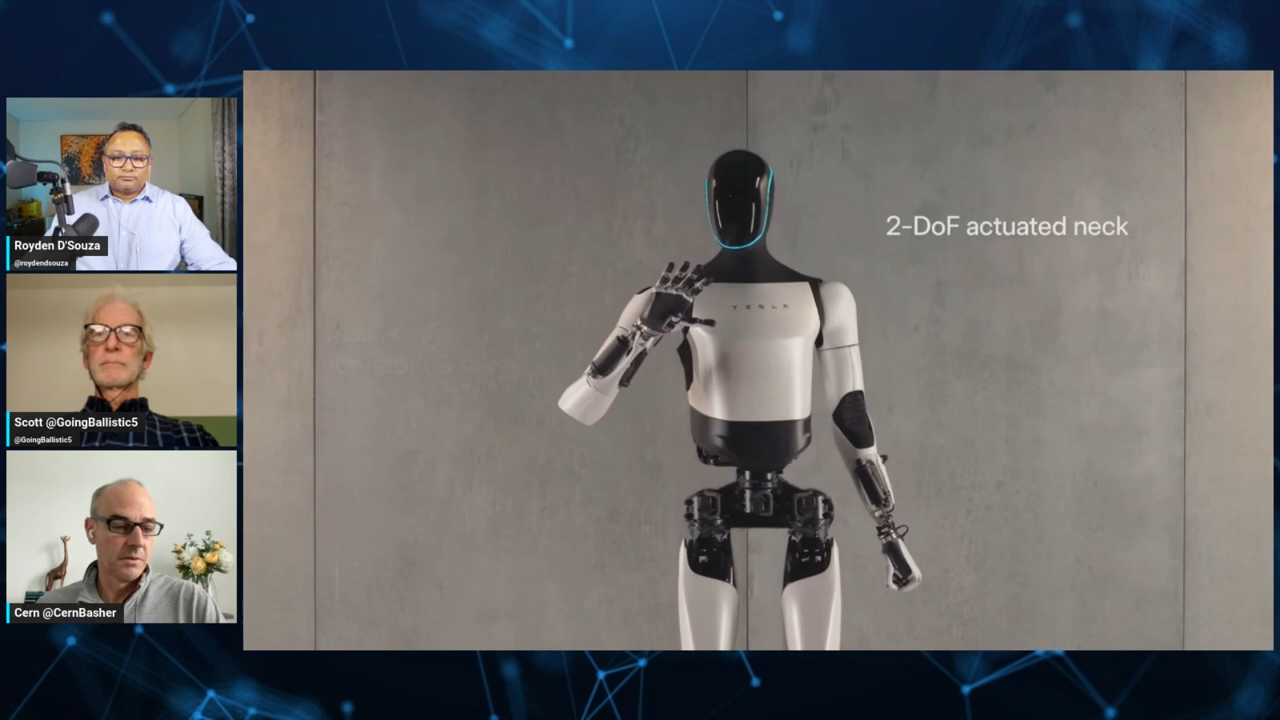 Royden D'Souza
@roydendsouza
Scott @GoingBallistic5
@GoingBallistic5
Cern @CernBasher
2-DoF actuated neck
TESLA